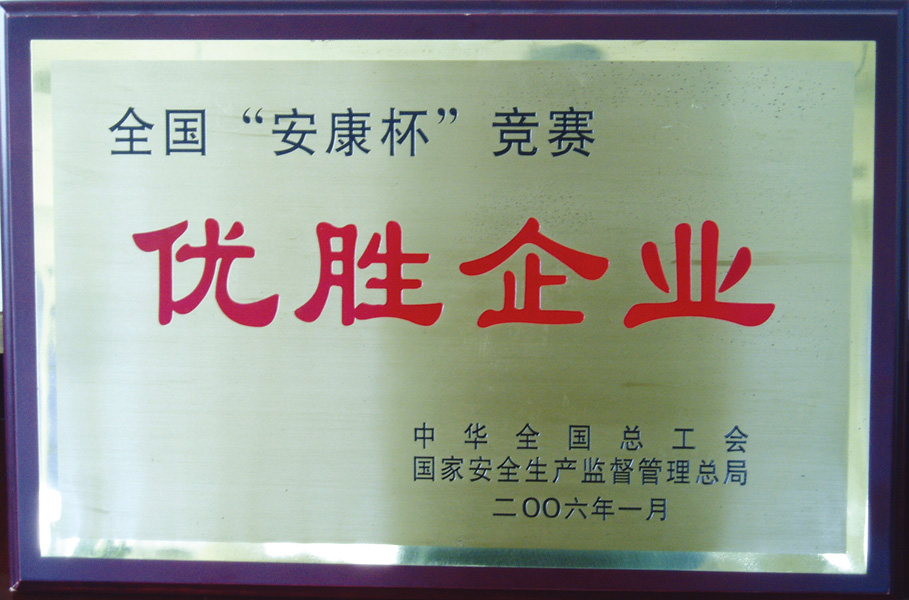 全国“安康杯”竞赛
优胜企业
中华全国总工会
国家安全生产监督管理总局
二OO六年一月